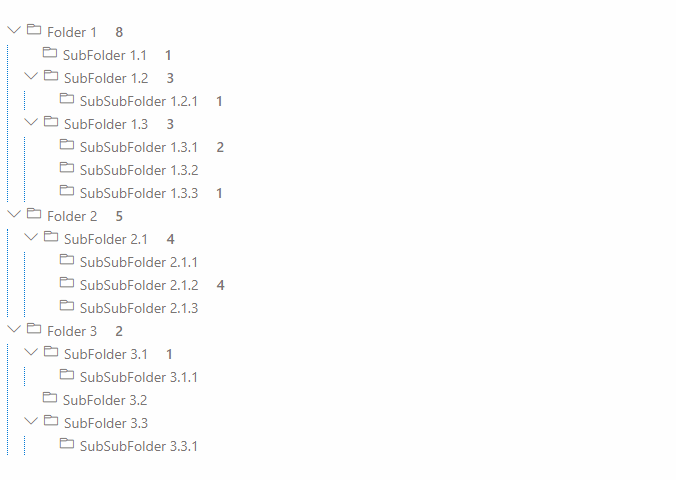 Folder 1 8
SubFolder 1.1 1
SubFolder 1.2 3
SubSubFolder 1.2.1 1
SubFolder 1.3 3
SubSubFolder 1.3.1 2
SubSubFolder 1.3.2
SubSubFolder 1.3.3 1
Folder 2 5
SubFolder 2.1 4
SubSubFolder 2.1.1
SubSubFolder 2.1.2 4
SubSubFolder 2.1.3
Folder 3 2
SubFolder 3.1 1
SubSubFolder 3.1.1
SubFolder 3.2
SubFolder 3.3
SubSubFolder 3.3.1